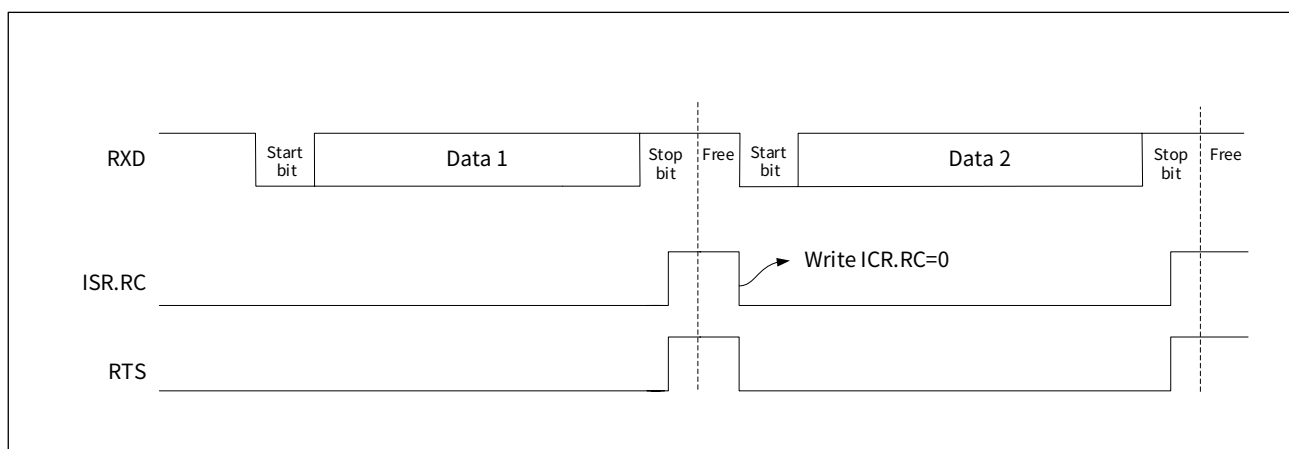 RXD
Start
bit
Data 1
Stop
bit
Free
Start
bit
Data 2
Stop
bit
Free
ISR.RC
Write ICR.RC=0
RTS